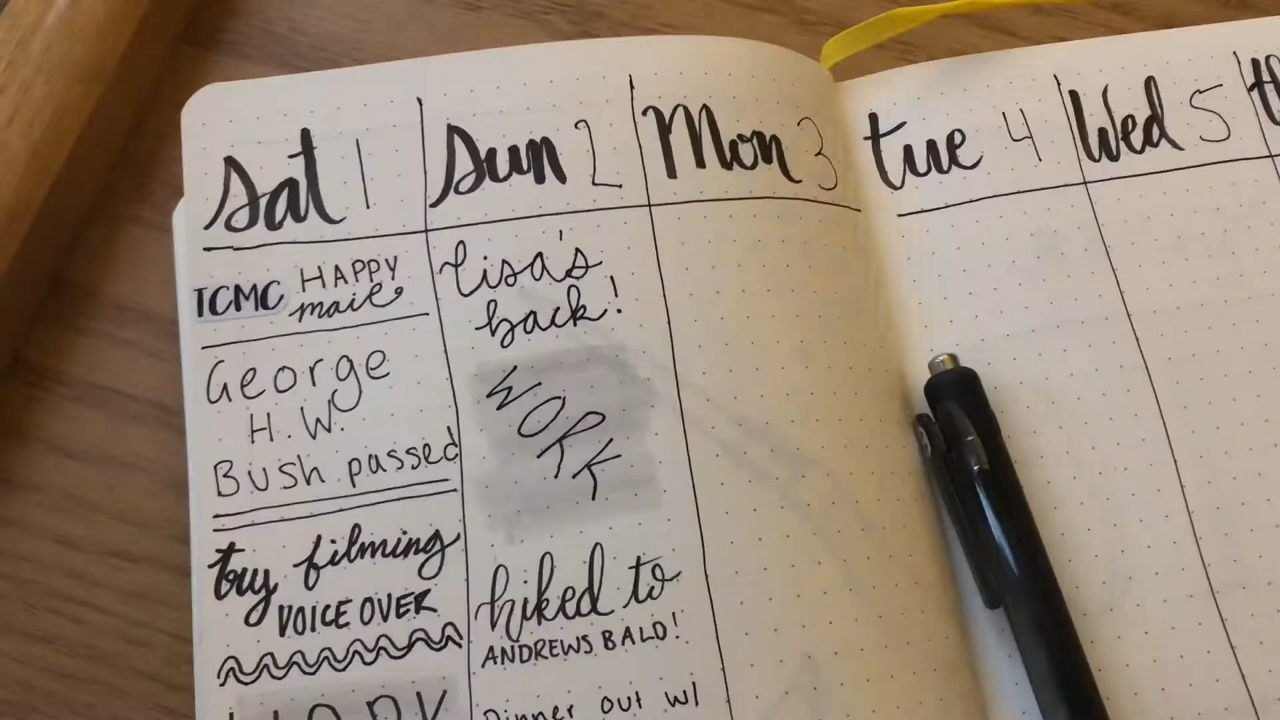 Sat 1
Sun 2
Mon 3
tue 4
Wed 5
TCMC HAPPY
mail
George
H.W.
Bush passed
try filming
VOICE OVER
WORK
Lisa's
back!
WORK
hiked to
ANDREWS BALD!
Dinner out w/